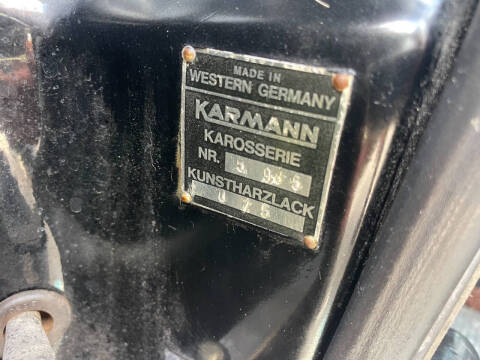 MADE IN
WESTERN GERMANY
KARMANN
KAROSSERIE
NR.
KUNSTHARZLACK